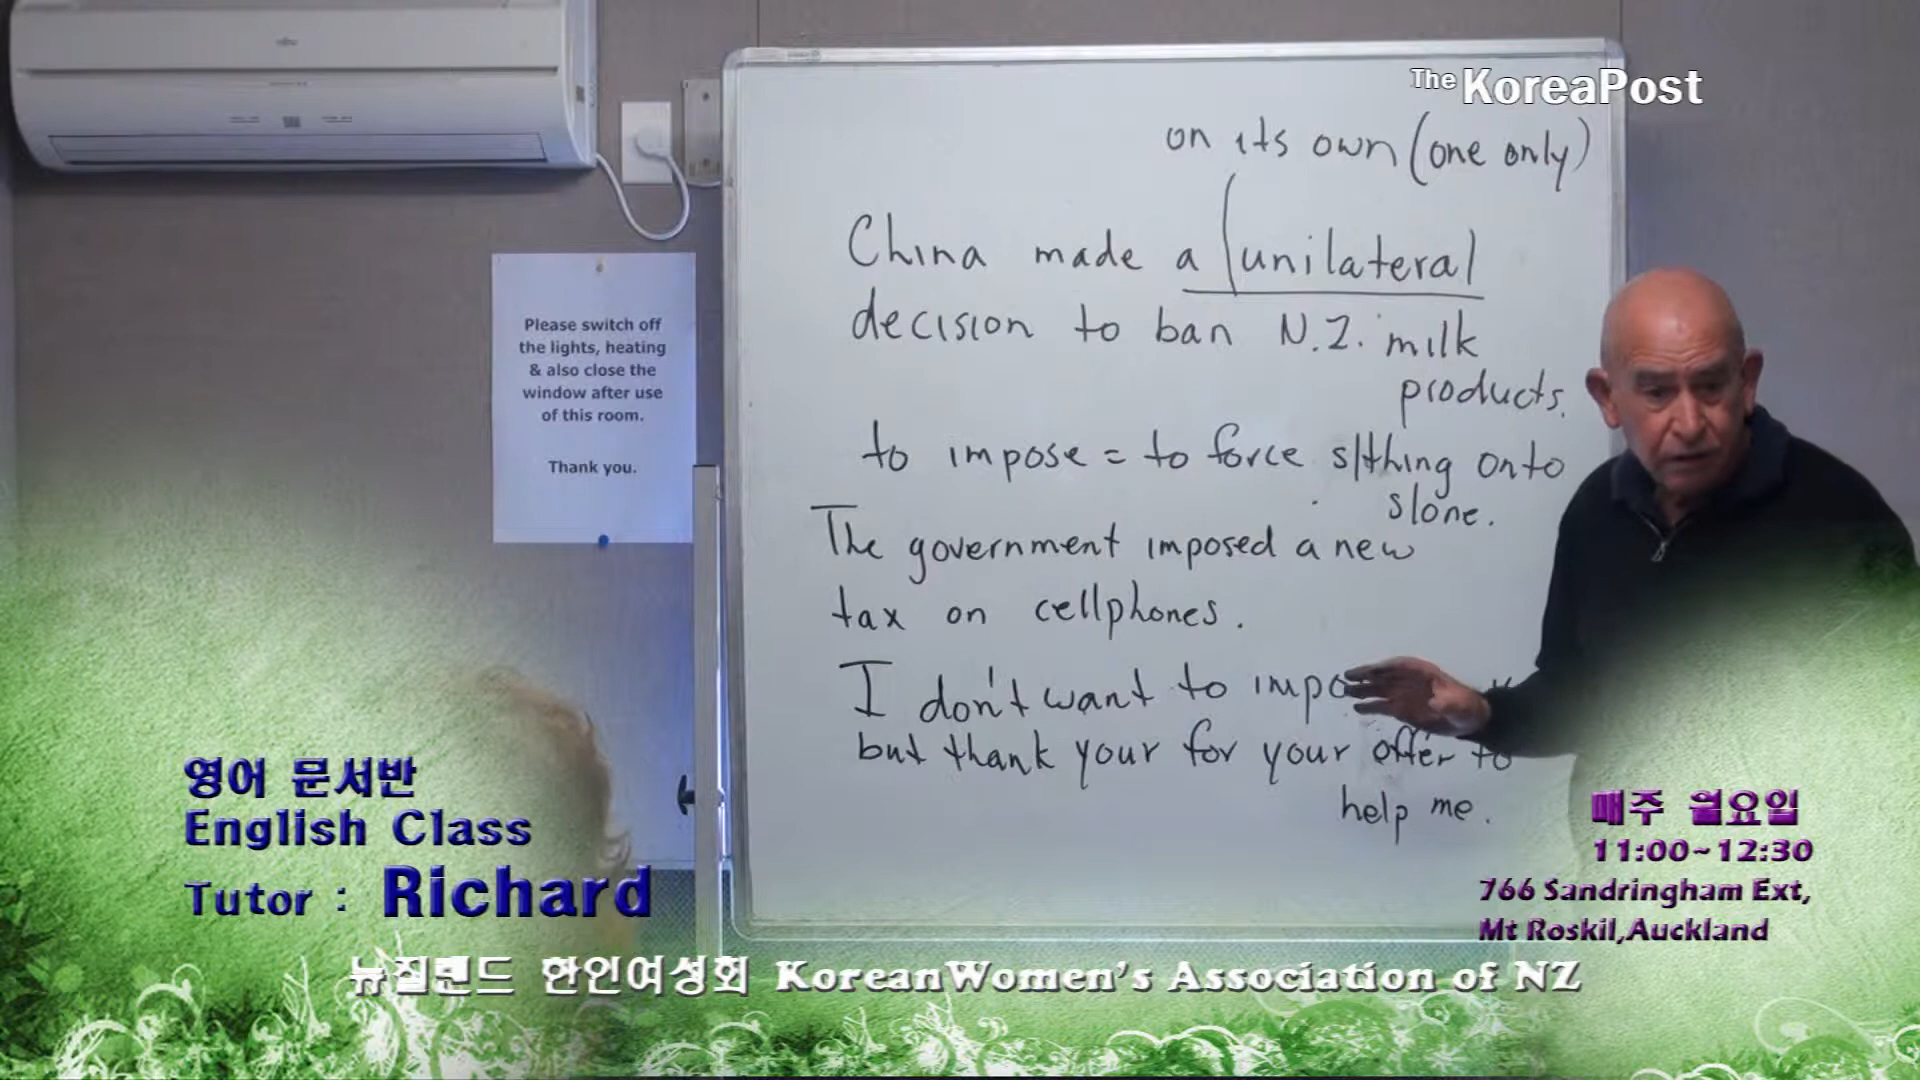 The KoreaPost
on its own (one only)
China made a unilateral
decision to ban N.Z. milk
products.
to impose = to force s/thing onto
s/one.
The government imposed a new
tax on cellphones.
I don't want to
but thank your for your offer to
help me.
Please switch off
the lights, heating
& also close the
window after use
of this room.
Thank you.
영어 문서반
English Class
Tutor : Richard
매주 월요일
11:00~12:30
766 Sandringham Ext,
Mt Roskil,Auckland
뉴질랜드 한인여성회 KoreanWomen's Association of NZ